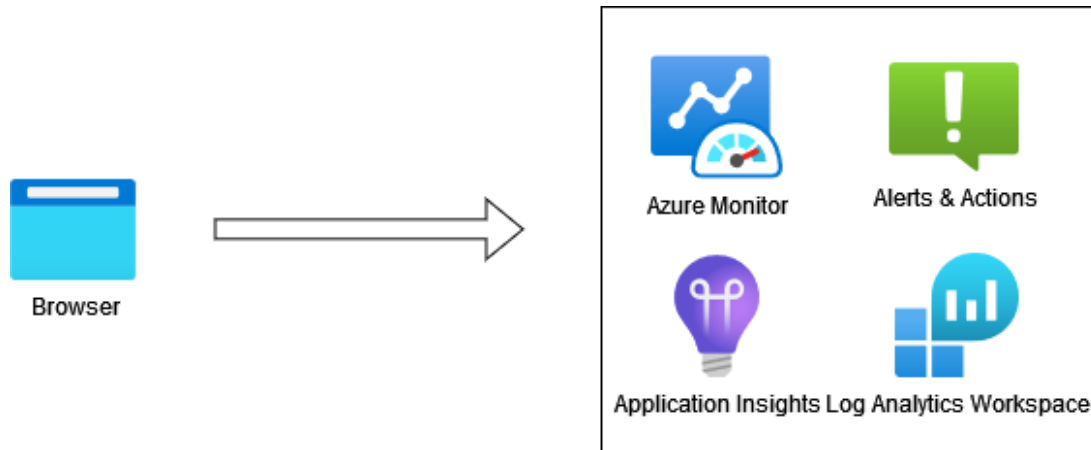 Azure Monitor
Alerts & Actions
Browser
Application Insights
Log Analytics Workspace